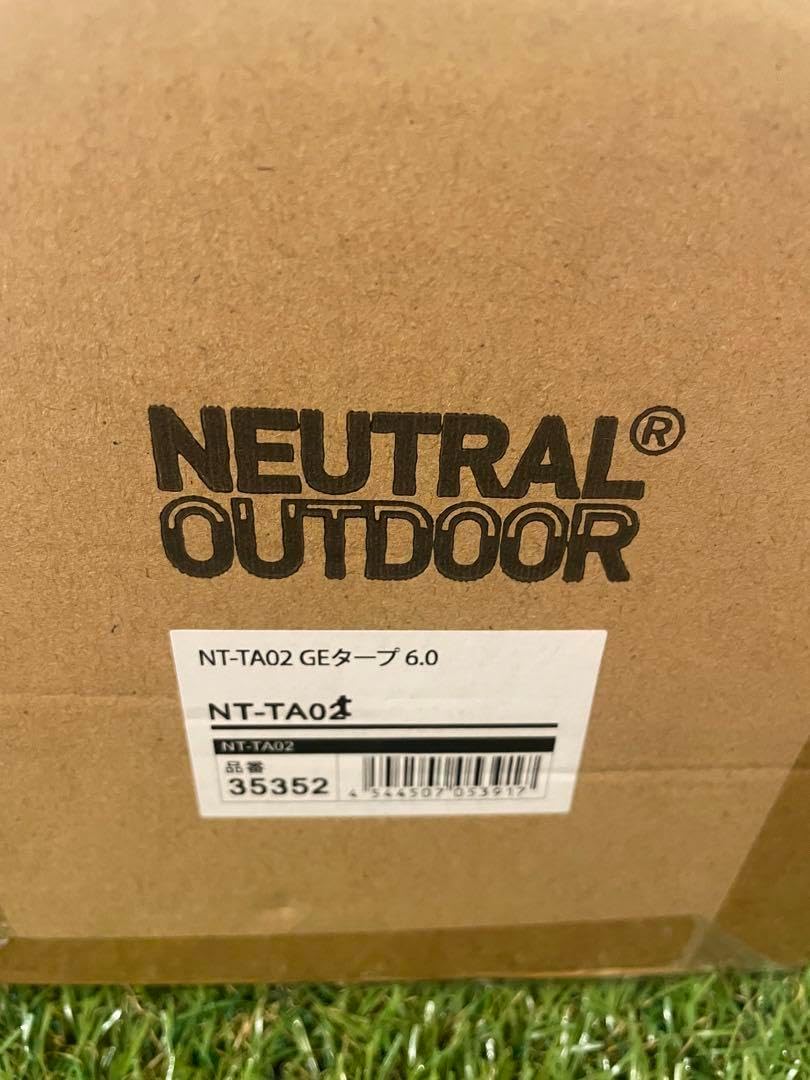 NEUTRAL®
OUTDOOR
NT-TA02 GEタープ 6.0
NT-TA02
NT-TA02
品番
35352
4 544507 053917